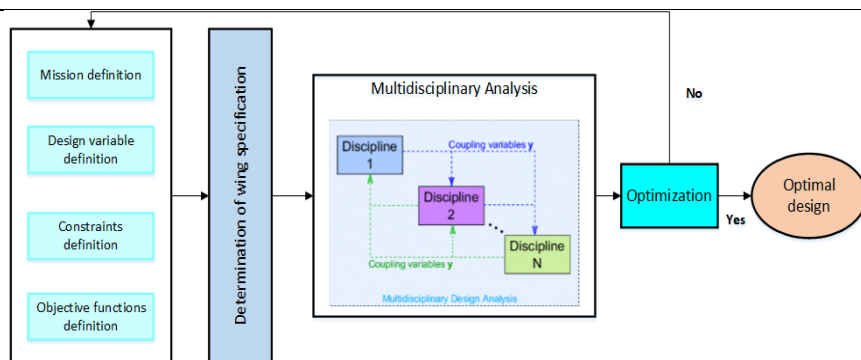 Mission definition
Design variable
definition
Constraints
definition
Objective functions
definition
Determination of wing specification
Multidisciplinary Analysis
Discipline
1
Coupling variables y
Discipline
2
Discipline
N
Coupling variables y
Multidisciplinary Design Analysis
No
Optimization
Yes
Optimal
design